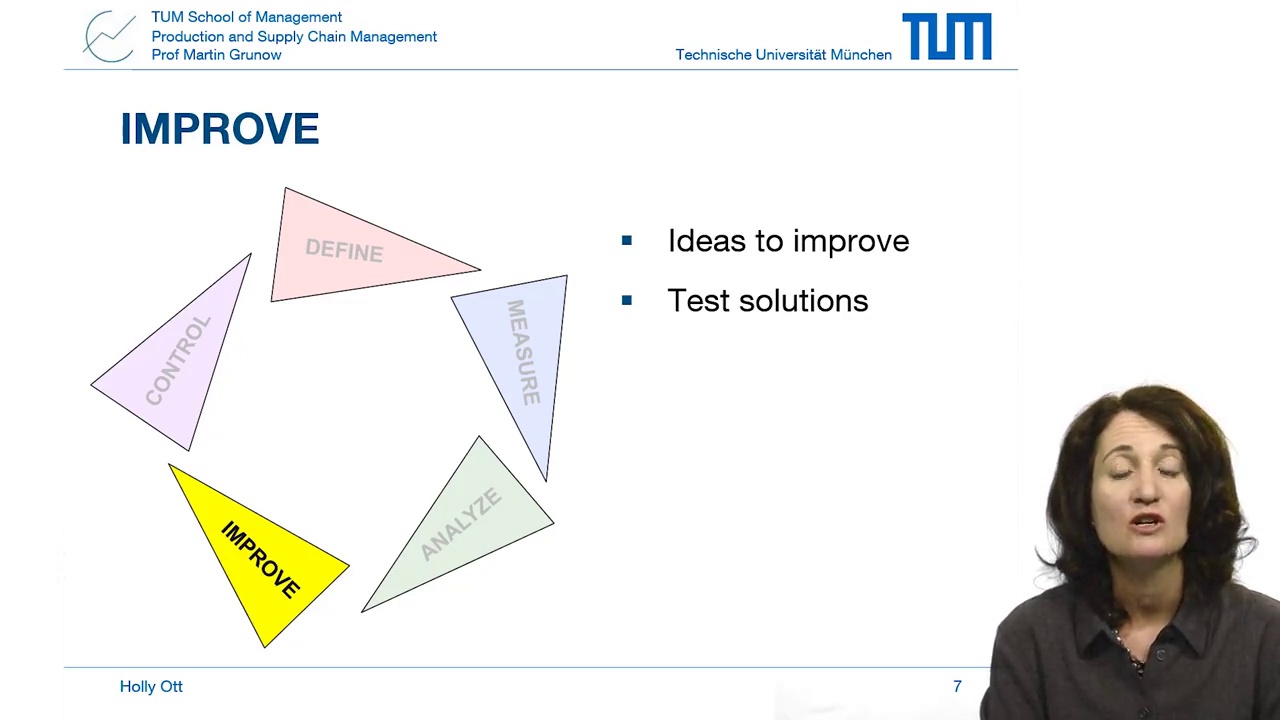 TUM School of Management
Production and Supply Chain Management
Prof Martin Grunow
Technische Universität München
TUM
IMPROVE
DEFINE
MEASURE
ANALYZE
IMPROVE
CONTROL
Ideas to improve
Test solutions
Holly Ott
7